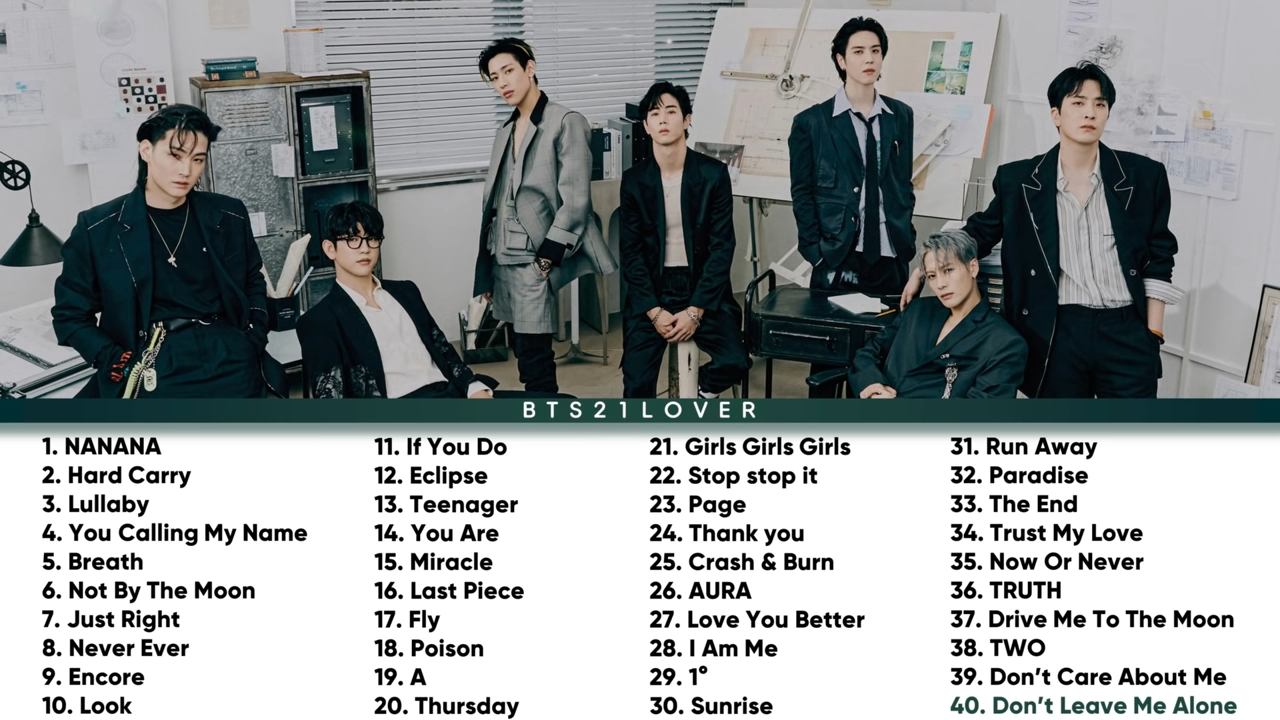 BTS21LOVER
1. NANANA
2. Hard Carry
3. Lullaby
4. You Calling My Name
5. Breath
6. Not By The Moon
7. Just Right
8. Never Ever
9. Encore
10. Look
11. If You Do
12. Eclipse
13. Teenager
14. You Are
15. Miracle
16. Last Piece
17. Fly
18. Poison
19. A
20. Thursday
21. Girls Girls Girls
22. Stop stop it
23. Page
24. Thank you
25. Crash & Burn
26. AURA
27. Love You Better
28. I Am Me
29. 1°
30. Sunrise
31. Run Away
32. Paradise
33. The End
34. Trust My Love
35. Now Or Never
36. TRUTH
37. Drive Me To The Moon
38. TWO
39. Don’t Care About Me
40. Don’t Leave Me Alone